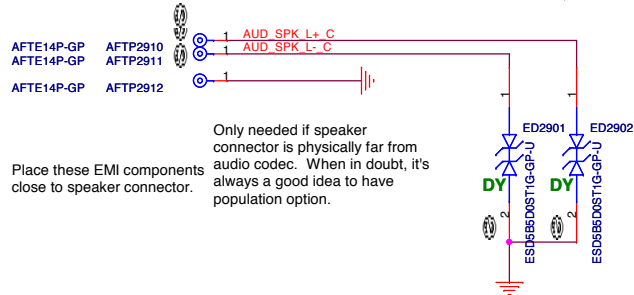 1 AUD_SPK_L+_C
AFTE14P-GP AFTP2910
1 AUD_SPK_L-_C
AFTE14P-GP AFTP2911
1
AFTE14P-GP AFTP2912
Only needed if speaker
connector is physically far from
audio codec. When in doubt, it's
always a good idea to have
population option.
Place these EMI components
close to speaker connector.
1
1
ED2901
ED2902
DY
DY
ESD5B5D0ST1G-GP-U
ESD5B5D0ST1G-GP-U
2
2